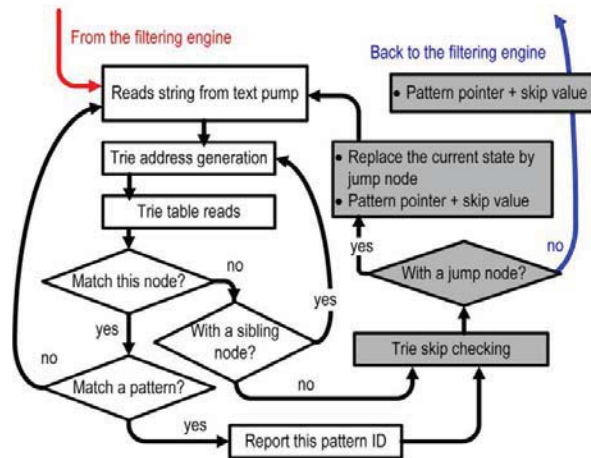 From the filtering engine
Back to the filtering engine
Reads string from text pump
• Pattern pointer + skip value
Trie address generation
• Replace the current state by
jump node
• Pattern pointer + skip value
Trie table reads
yes
no
Match this node?
no
With a jump node?
yes
yes
With a sibling
node?
Trie skip checking
no
Match a pattern?
no
yes
Report this pattern ID